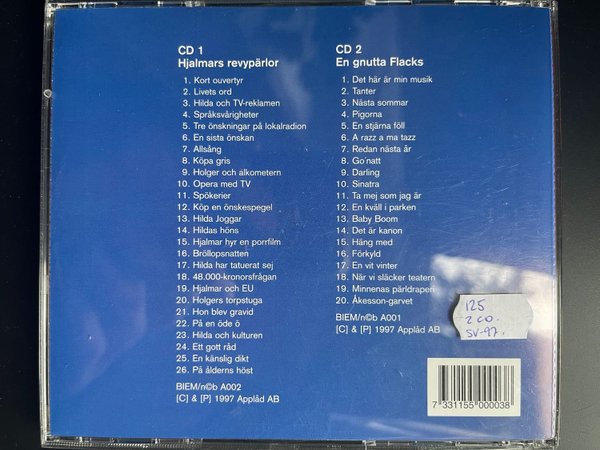 CD 1
Hjalmars revypärlor
1. Kort ouvertyr
2. Livets ord
3. Hilda och TV-reklamen
4. Språksvårigheter
5. Tre önskningar på lokalradion
6. En sista önskan
7. Allsång
8. Köpa gris
9. Holger och alkometern
10. Opera med TV
11. Spökerier
12. Köp en önskespegel
13. Hilda Joggar
14. Hildas höns
15. Hjalmar hyr en porrfilm
16. Bröllopsnatten
17. Hilda har tatuerat sej
18. 48.000-kronorsfrågan
19. Hjalmar och EU
20. Holgers torpstuga
21. Hon blev gravid
22. På en öde ö
23. Hilda och kulturen
24. Ett gott råd
25. En känslig dikt
26. På ålderns höst
BIEM/n©b A002
[C] & [P] 1997 Applåd AB
CD 2
En gnutta Flacks
1. Det här är min musik
2. Tanter
3. Nästa sommar
4. Pigorna
5. En stjärna föll
6. A razz a ma tazz
7. Redan nästa är
8. Go'natt
9. Darling
10. Sinatra
11. Ta mej som jag är
12. En kväll i parken
13. Baby Boom
14. Det är kanon
15. Häng med
16. Förkyld
17. En vit vinter
18. När vi släcker teatern
19. Minnenas pärldraperi
20. Åkesson-garvet
BIEM/n©b A001
[C] & [P] 1997 Applåd AB
125
2 CD.
SV-97.
7 331155 000038